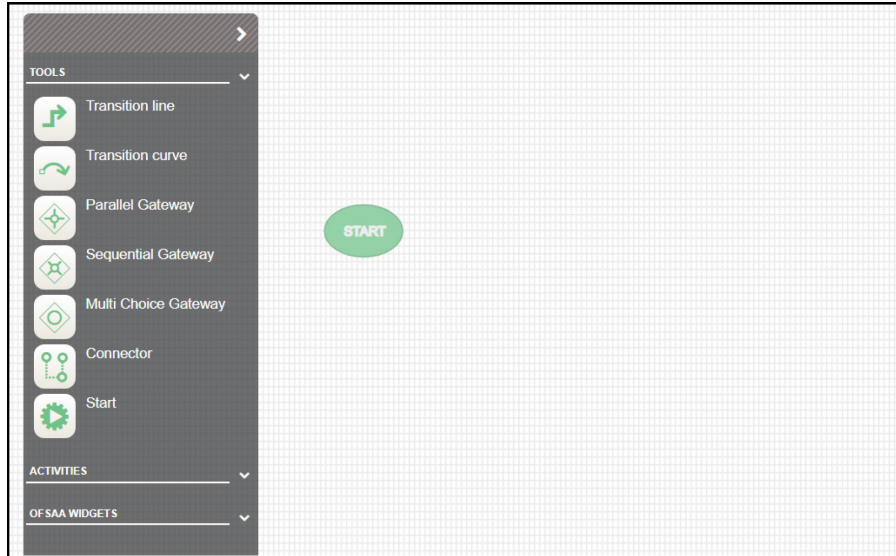 TOOLS
Transition line
Transition curve
Parallel Gateway
START
Sequential Gateway
Multi Choice Gateway
Connector
Start
ACTIVITIES
OFSAA WIDGETS